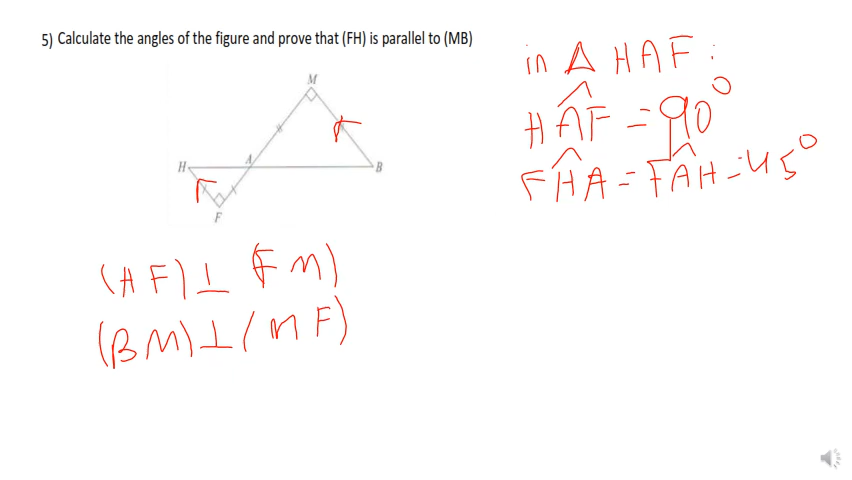 5) Calculate the angles of the figure and prove that (FH) is parallel to (MB)
in Δ HAF :
HÂF = 90°
FĤA = FÂH = 45°
M
A
H
B
F
(HF) ⊥ (FM)
(BM) ⊥ (MF)